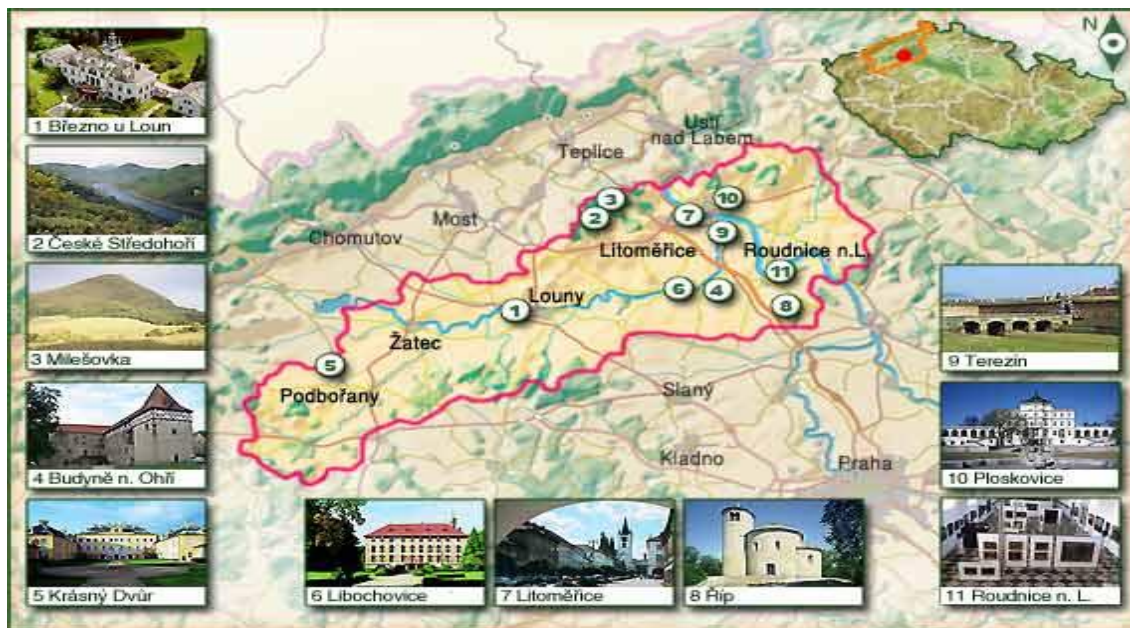 N
1 Březno u Loun
2 České Středohoří
3 Milešovka
4 Budyně n. Ohří
5 Krásný Dvůr
6 Libochovice
7 Litoměřice
8 Říp
9 Terezín
10 Ploskovice
11 Roudnice n. L.
Ústí
nad Labem
Teplice
Most
Chomutov
Litoměřice
Roudnice n.L.
Louny
Žatec
Podbořany
Slaný
Kladno
Praha
3
2
10
7
9
11
6
4
8
1
5